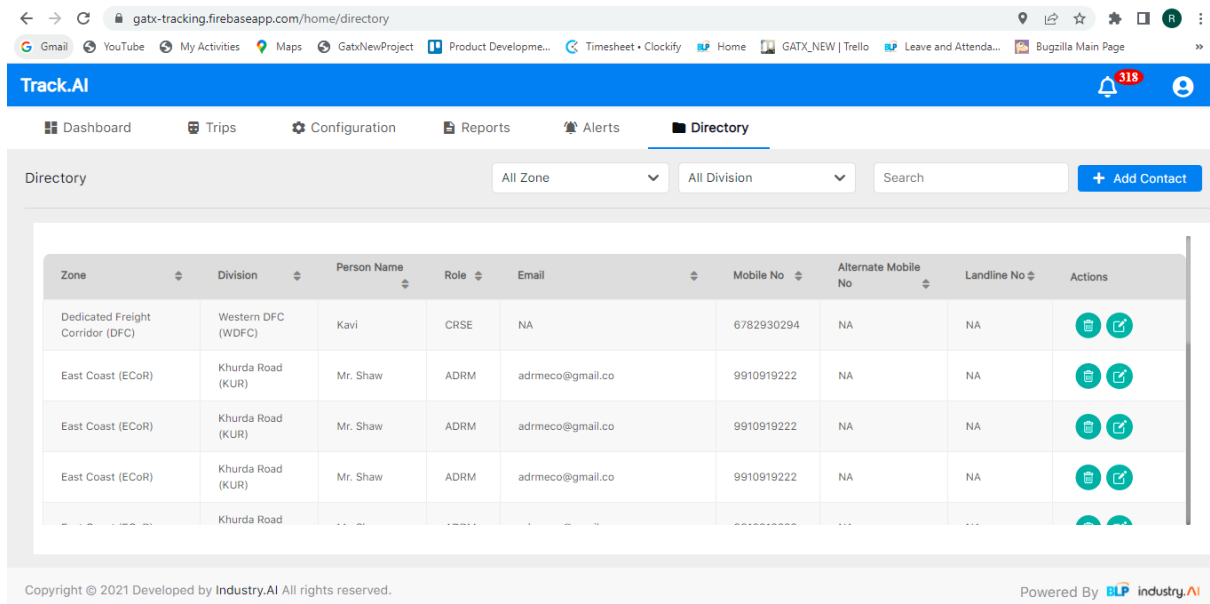 gatx-tracking.firebaseapp.com/home/directory
R
G Gmail YouTube My Activities Maps GatxNewProject Product Developme... Timesheet • Clockify BLP Home GATX_NEW | Trello BLP Leave and Attenda... Bugzilla Main Page »
Track.AI 318
Dashboard Trips Configuration Reports Alerts Directory
Directory All Zone All Division Search + Add Contact
Zone Division Person Name Role Email Mobile No Alternate Mobile No Landline No Actions
Dedicated Freight Corridor (DFC) Western DFC (WDFC) Kavi CRSE NA 6782930294 NA NA
East Coast (ECoR) Khurda Road (KUR) Mr. Shaw ADRM adrmeco@gmail.co 9910919222 NA NA
East Coast (ECoR) Khurda Road (KUR) Mr. Shaw ADRM adrmeco@gmail.co 9910919222 NA NA
East Coast (ECoR) Khurda Road (KUR) Mr. Shaw ADRM adrmeco@gmail.co 9910919222 NA NA
Khurda Road
Copyright © 2021 Developed by Industry.AI All rights reserved. Powered By BLP industry.AI